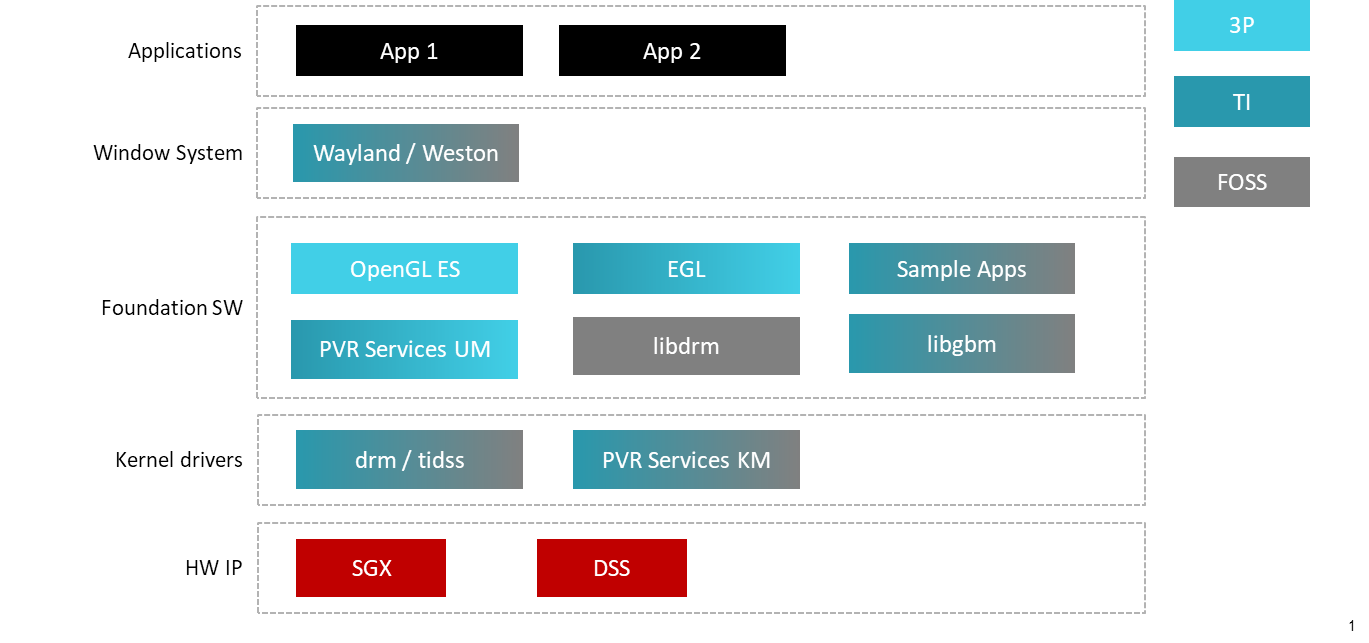 Applications
App 1
App 2
3P
TI
Window System
Wayland / Weston
FOSS
Foundation SW
OpenGL ES
EGL
Sample Apps
PVR Services UM
libdrm
libgbm
Kernel drivers
drm / tidss
PVR Services KM
HW IP
SGX
DSS
1